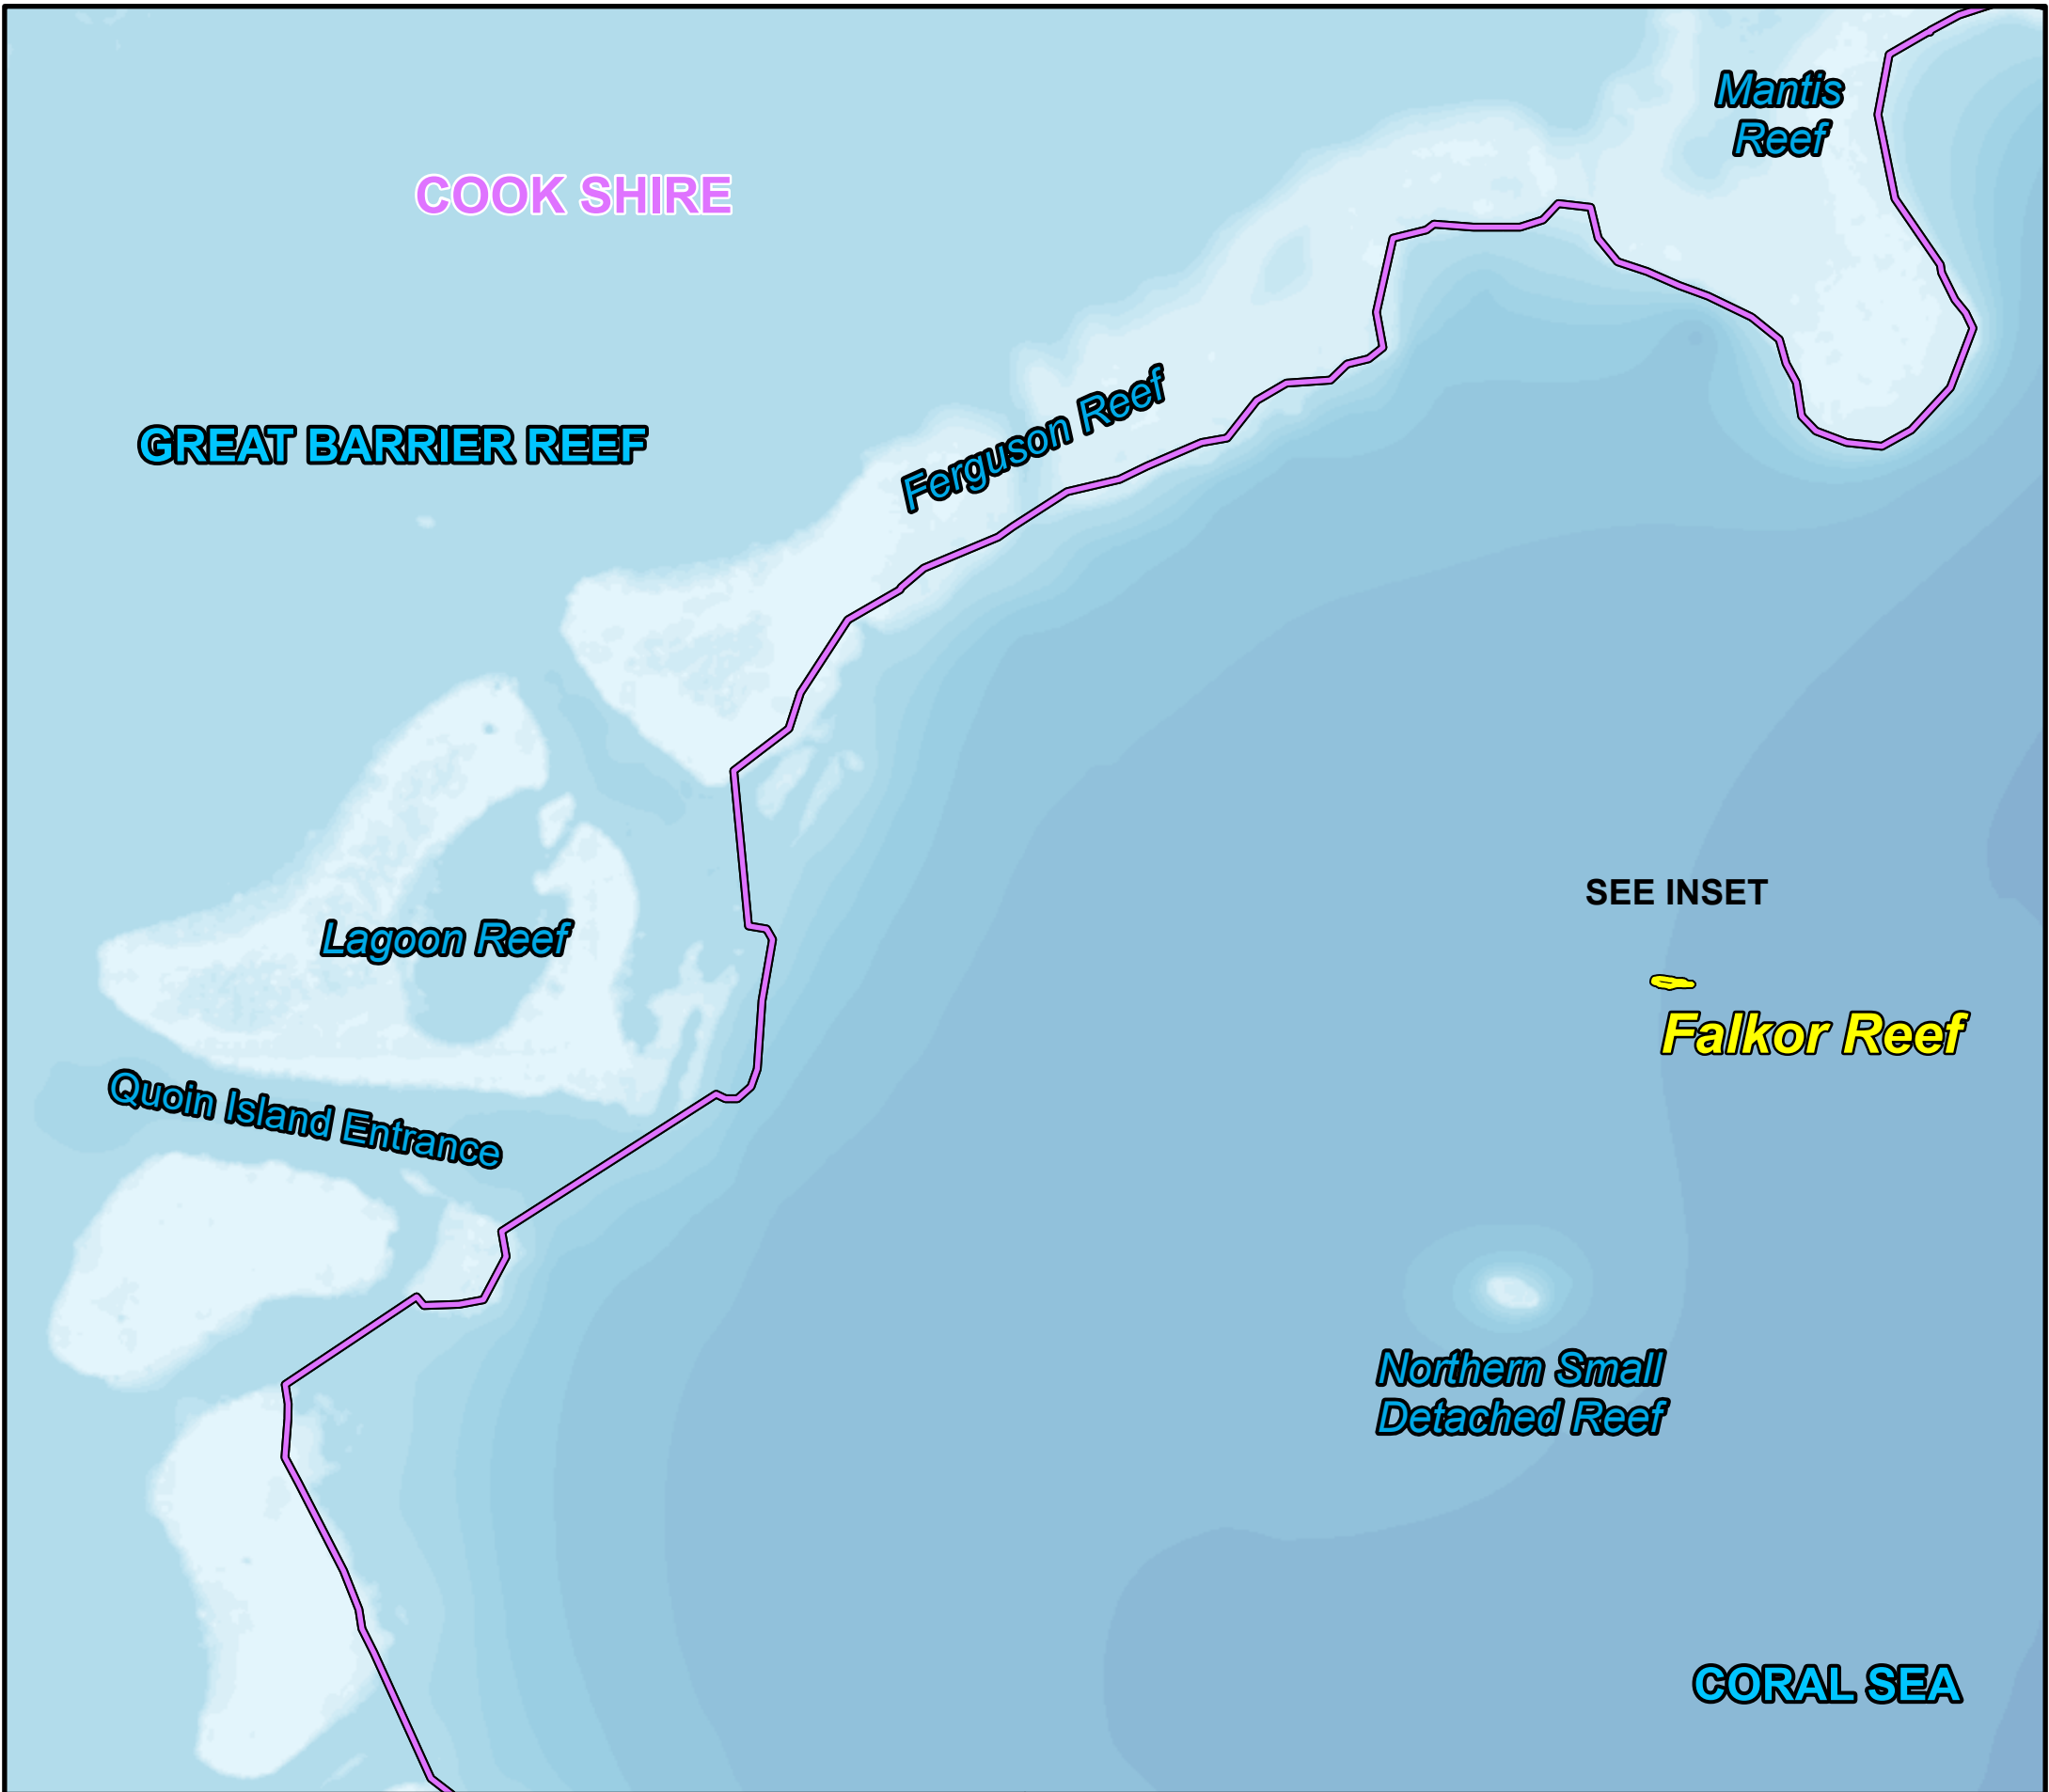 Mantis
Reef
COOK SHIRE
GREAT BARRIER REEF
Ferguson Reef
SEE INSET
Lagoon Reef
Falkor Reef
Quoin Island Entrance
Northern Small
Detached Reef
CORAL SEA